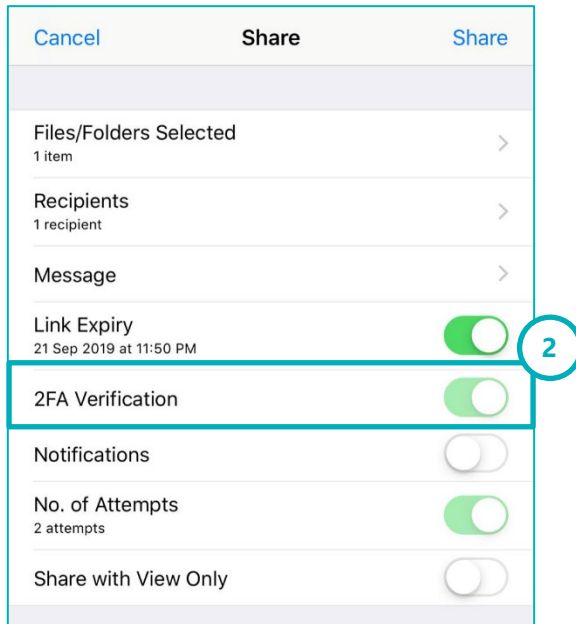 Cancel Share Share
Files/Folders Selected
1 item
Recipients
1 recipient
Message
Link Expiry
21 Sep 2019 at 11:50 PM
2
2FA Verification
Notifications
No. of Attempts
2 attempts
Share with View Only